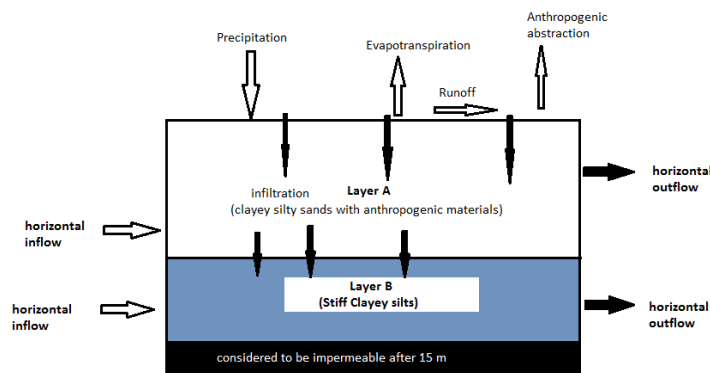 Anthropogenic
abstraction
Precipitation
Evapotranspiration
Runoff
infiltration
Layer A
(clayey silty sands with anthropogenic materials)
horizontal
outflow
horizontal
inflow
Layer B
(Stiff Clayey silts)
horizontal
inflow
horizontal
outflow
considered to be impermeable after 15 m